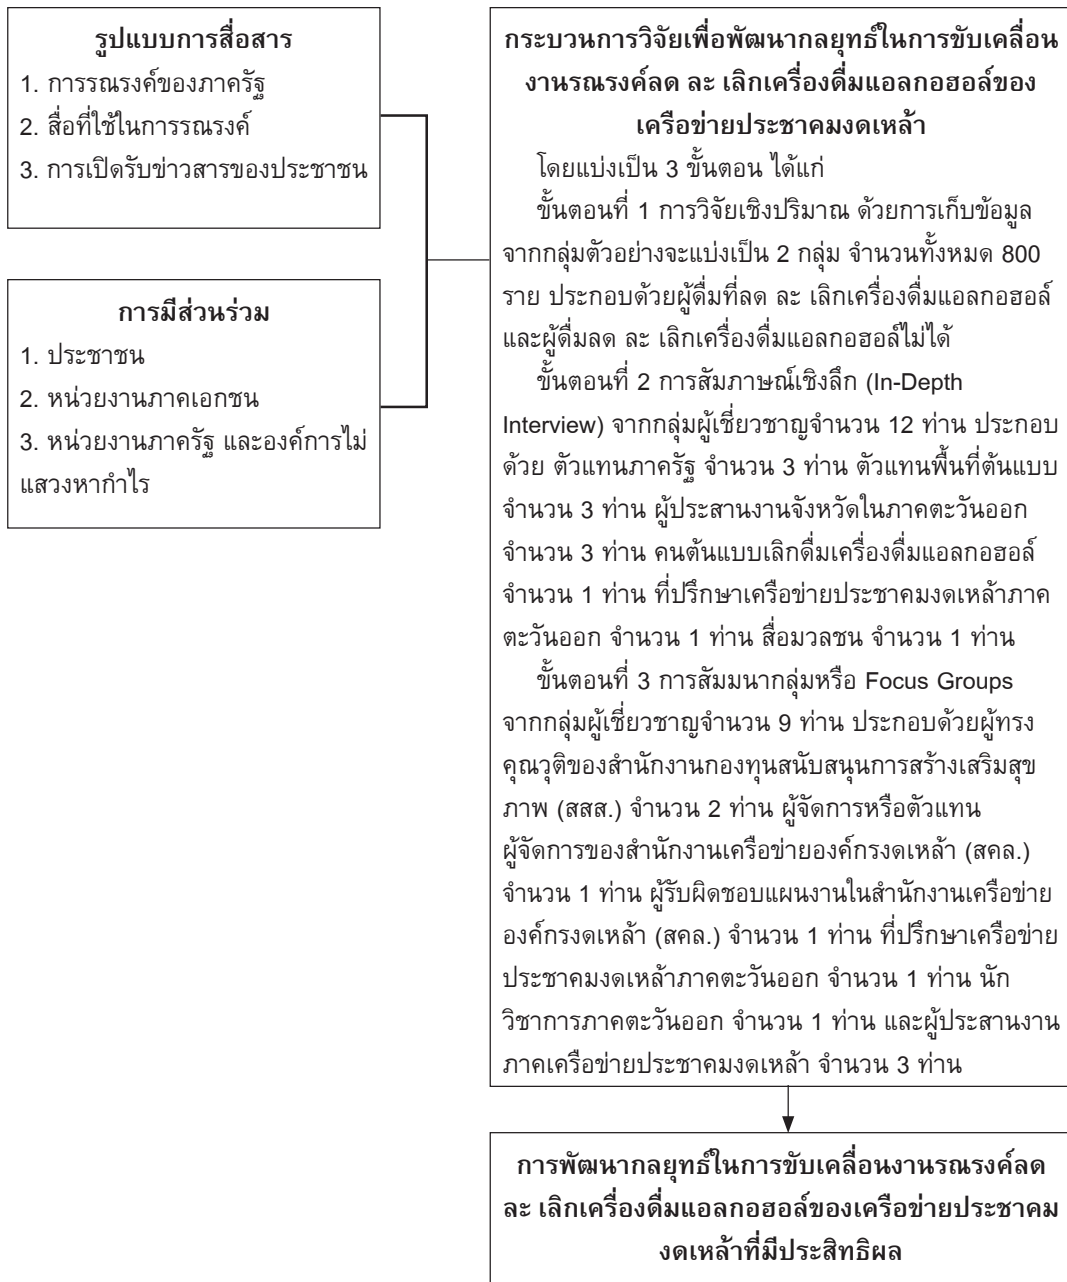 รูปแบบการสื่อสาร
1. การรณรงค์ของภาครัฐ
2. สื่อที่ใช้ในการรณรงค์
3. การเปิดรับข่าวสารของประชาชน
การมีส่วนร่วม
1. ประชาชน
2. หน่วยงานภาคเอกชน
3. หน่วยงานภาครัฐ และองค์การไม่
แสวงหากำไร
กระบวนการวิจัยเพื่อพัฒนากลยุทธ์ในการขับเคลื่อน
งานรณรงค์ลด ละ เลิกเครื่องดื่มแอลกอฮอล์ของ
เครือข่ายประชาคมงดเหล้า
โดยแบ่งเป็น 3 ขั้นตอน ได้แก่
ขั้นตอนที่ 1 การวิจัยเชิงปริมาณ ด้วยการเก็บข้อมูล
จากกลุ่มตัวอย่างจะแบ่งเป็น 2 กลุ่ม จำนวนทั้งหมด 800
ราย ประกอบด้วยผู้ดื่มที่ลด ละ เลิกเครื่องดื่มแอลกอฮอล์
และผู้ดื่มลด ละ เลิกเครื่องดื่มแอลกอฮอล์ไม่ได้
ขั้นตอนที่ 2 การสัมภาษณ์เชิงลึก (In-Depth
Interview) จากกลุ่มผู้เชี่ยวชาญจำนวน 12 ท่าน ประกอบ
ด้วย ตัวแทนภาครัฐ จำนวน 3 ท่าน ตัวแทนพื้นที่ต้นแบบ
จำนวน 3 ท่าน ผู้ประสานงานจังหวัดในภาคตะวันออก
จำนวน 3 ท่าน คนต้นแบบเลิกดื่มเครื่องดื่มแอลกอฮอล์
จำนวน 1 ท่าน ที่ปรึกษาเครือข่ายประชาคมงดเหล้าภาค
ตะวันออก จำนวน 1 ท่าน สื่อมวลชน จำนวน 1 ท่าน
ขั้นตอนที่ 3 การสัมมนากลุ่มหรือ Focus Groups
จากกลุ่มผู้เชี่ยวชาญจำนวน 9 ท่าน ประกอบด้วยผู้ทรง
คุณวุติของสำนักงานกองทุนสนับสนุนการสร้างเสริมสุข
ภาพ (สสส.) จำนวน 2 ท่าน ผู้จัดการหรือตัวแทน
ผู้จัดการของสำนักงานเครือข่ายองค์กรงดเหล้า (สคล.)
จำนวน 1 ท่าน ผู้รับผิดชอบแผนงานในสำนักงานเครือข่าย
องค์กรงดเหล้า (สคล.) จำนวน 1 ท่าน ที่ปรึกษาเครือข่าย
ประชาคมงดเหล้าภาคตะวันออก จำนวน 1 ท่าน นัก
วิชาการภาคตะวันออก จำนวน 1 ท่าน และผู้ประสานงาน
ภาคเครือข่ายประชาคมงดเหล้า จำนวน 3 ท่าน
การพัฒนากลยุทธ์ในการขับเคลื่อนงานรณรงค์ลด
ละ เลิกเครื่องดื่มแอลกอฮอล์ของเครือข่ายประชาคม
งดเหล้าที่มีประสิทธิผล